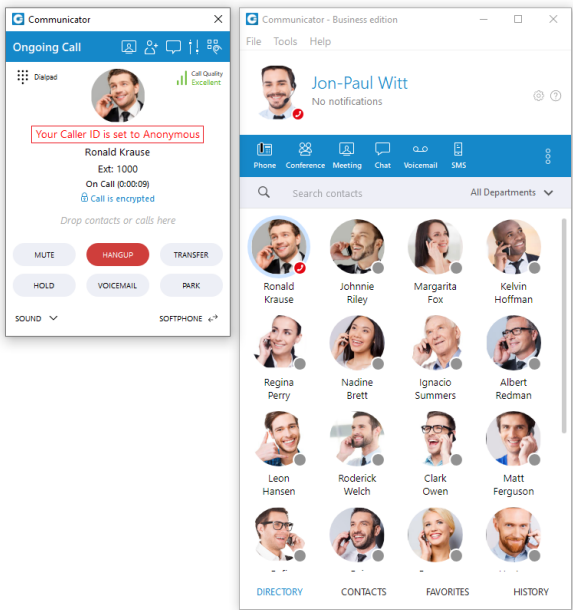 Communicator
Ongoing Call
Dialpad
Call Quality
Excellent
Your Caller ID is set to Anonymous
Ronald Krause
Ext: 1000
On Call (0:00:09)
Call is encrypted
Drop contacts or calls here
MUTE HANGUP TRANSFER
HOLD VOICEMAIL PARK
SOUND SOFTPHONE
Communicator - Business edition
File Tools Help
Jon-Paul Witt
No notifications
Phone Conference Meeting Chat Voicemail SMS
Search contacts All Departments
Ronald Krause
Johnnie Riley
Margarita Fox
Kelvin Hoffman
Regina Perry
Nadine Brett
Ignacio Summers
Albert Redman
Leon Hansen
Roderick Welch
Clark Owen
Matt Ferguson
DIRECTORY CONTACTS FAVORITES HISTORY